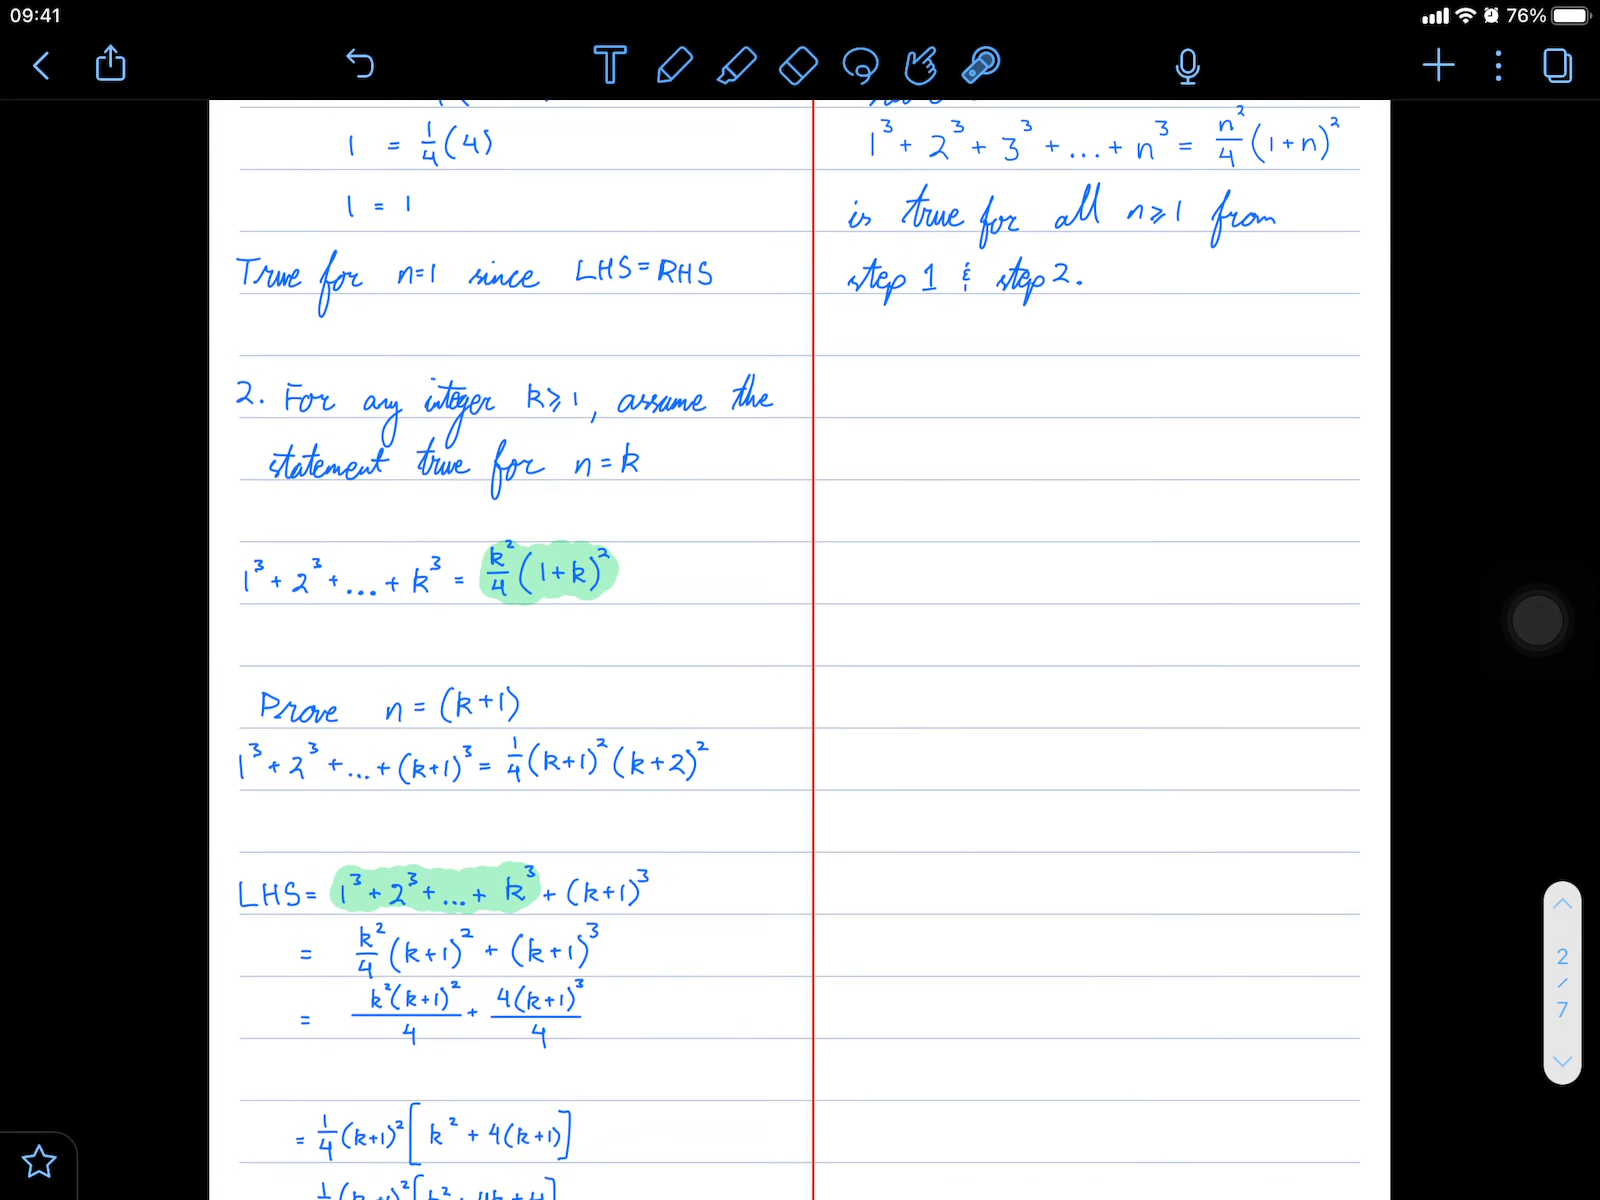 09:41
76%
1 = 1/4 (4)
1 = 1
True for n=1 since LHS=RHS
2. For any integer k≥1, assume the
statement true for n=k
1³ + 2³ + ... + k³ = k²/4 (1+k)²
Prove n = (k+1)
1³ + 2³ + ... + (k+1)³ = 1/4 (k+1)² (k+2)²
LHS = 1³ + 2³ + ... + k³ + (k+1)³
= k²/4 (k+1)² + (k+1)³
= k²(k+1)²/4 + 4(k+1)³/4
= 1/4 (k+1)² [k² + 4(k+1)]
1³ + 2³ + 3³ + ... + n³ = n²/4 (1+n)²
is true for all n≥1 from
step 1 & step 2.
2
/
7